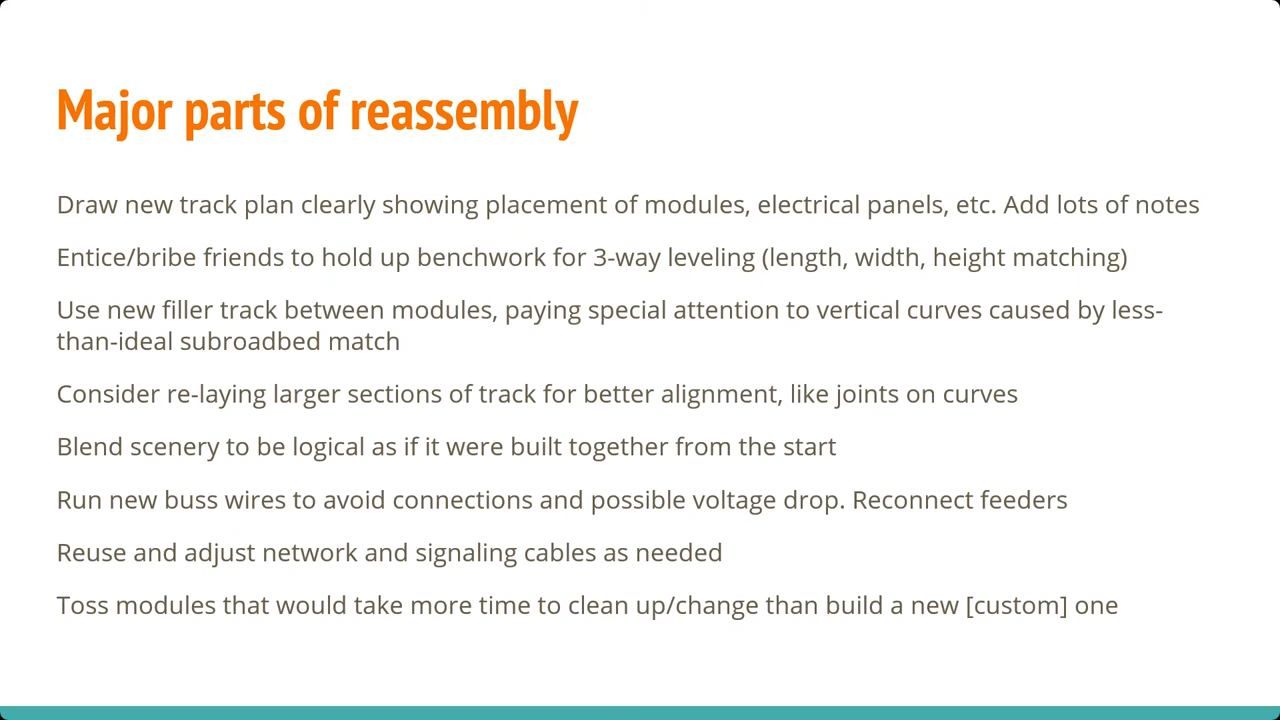 Major parts of reassembly
Draw new track plan clearly showing placement of modules, electrical panels, etc. Add lots of notes
Entice/bribe friends to hold up benchwork for 3-way leveling (length, width, height matching)
Use new filler track between modules, paying special attention to vertical curves caused by less-
than-ideal subroadbed match
Consider re-laying larger sections of track for better alignment, like joints on curves
Blend scenery to be logical as if it were built together from the start
Run new buss wires to avoid connections and possible voltage drop. Reconnect feeders
Reuse and adjust network and signaling cables as needed
Toss modules that would take more time to clean up/change than build a new [custom] one